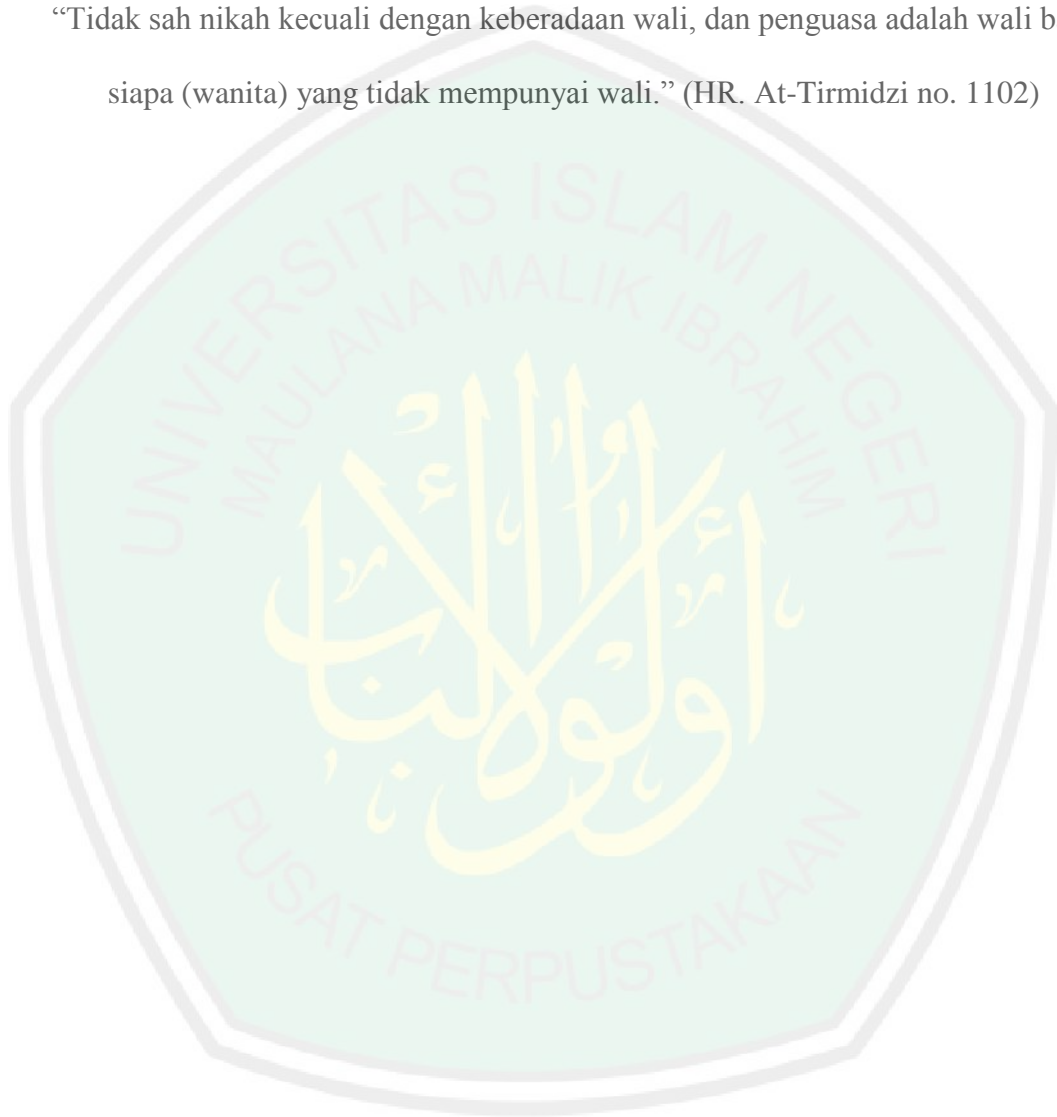 “Tidak sah nikah kecuali dengan keberadaan wali, dan penguasa adalah wali b
siapa (wanita) yang tidak mempunyai wali.” (HR. At-Tirmidzi no. 1102)
UNIVERSITAS ISLAM NEGERI
MAULANA MALIK IBRAHIM
PUSAT PERPUSTAKAAN